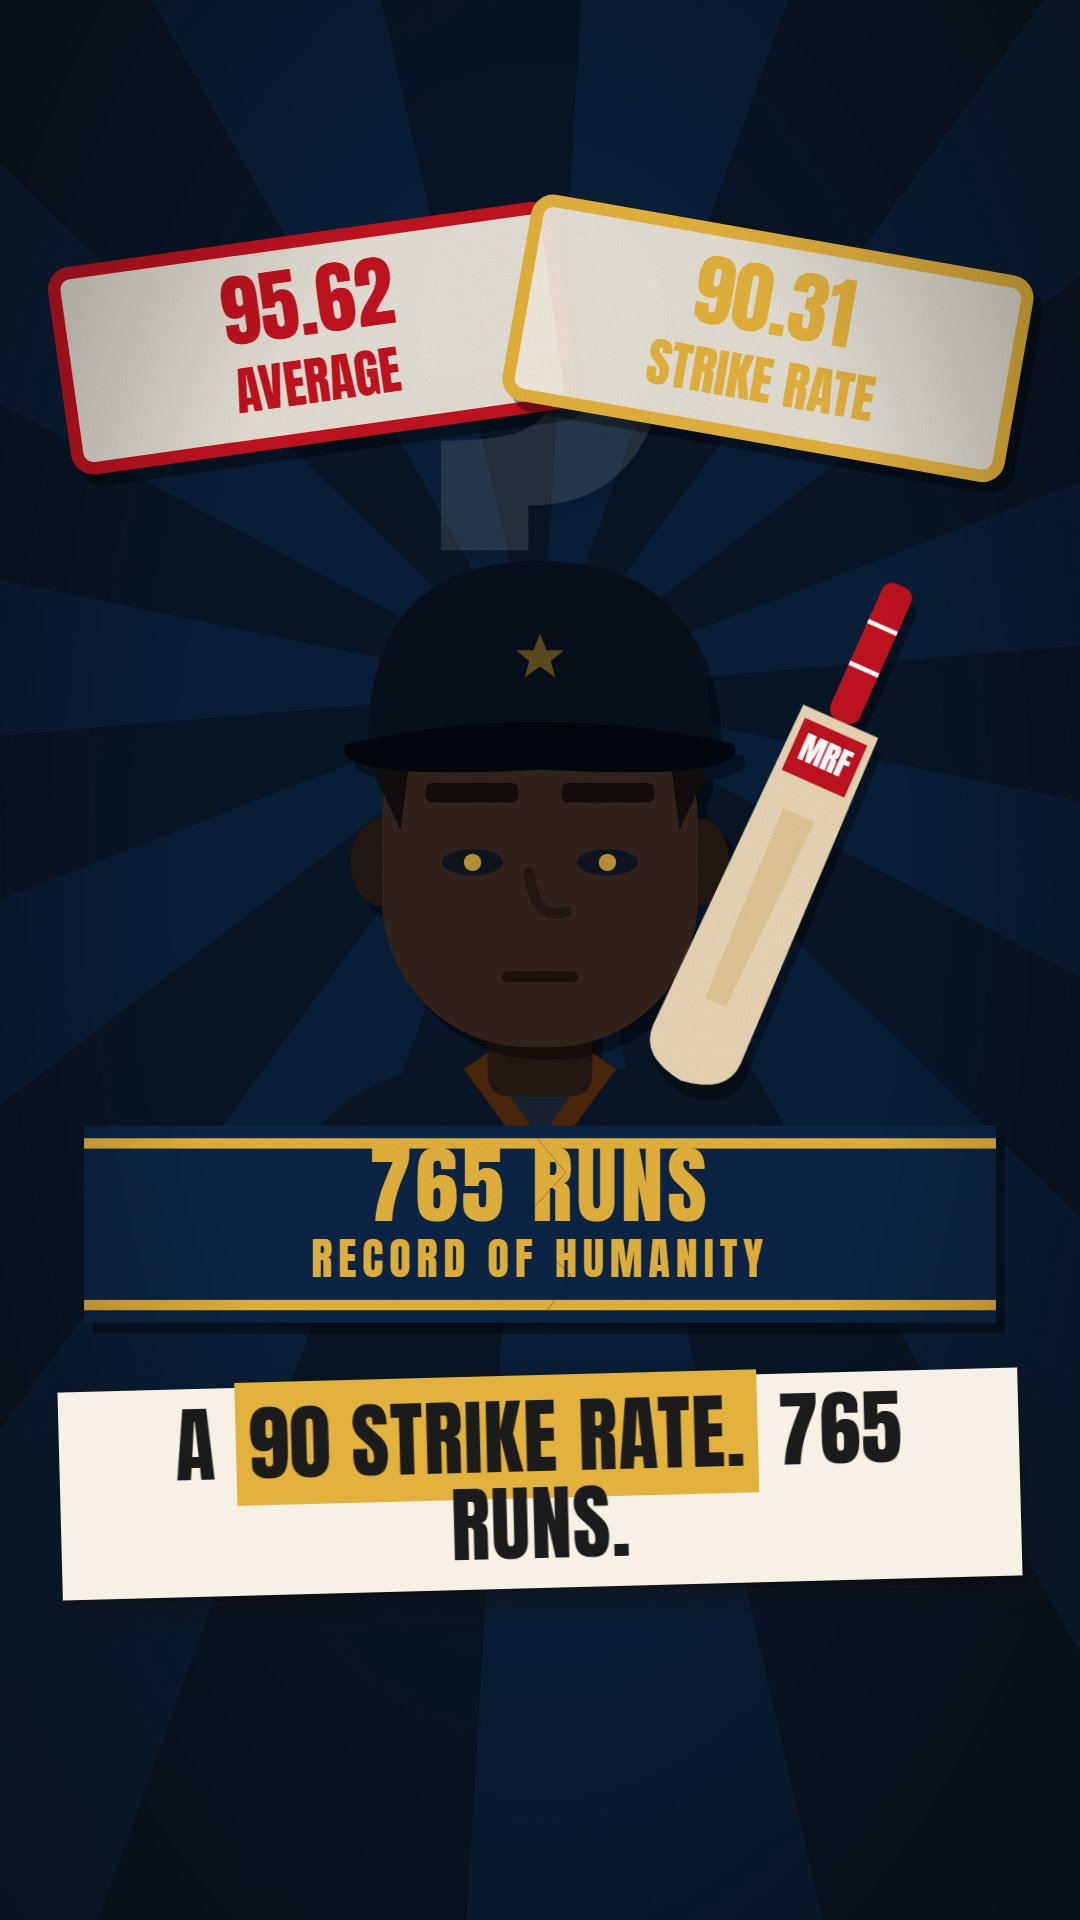 95.62
AVERAGE
90.31
STRIKE RATE
P
MRF
765 RUNS
RECORD OF HUMANITY
A 90 STRIKE RATE. 765
RUNS.